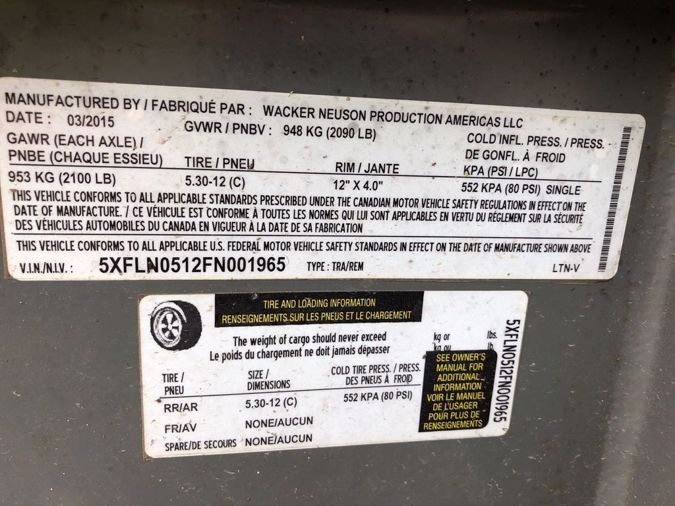 MANUFACTURED BY / FABRIQUÉ PAR : WACKER NEUSON PRODUCTION AMERICAS LLC
DATE : 03/2015 GVWR / PNBV : 948 KG (2090 LB) COLD INFL. PRESS. / PRESS.
GAWR (EACH AXLE) / DE GONFL. À FROID
PNBE (CHAQUE ESSIEU) TIRE / PNEU RIM / JANTE KPA (PSI / LPC)
953 KG (2100 LB) 5.30-12 (C) 12" X 4.0" 552 KPA (80 PSI) SINGLE
THIS VEHICLE CONFORMS TO ALL APPLICABLE STANDARDS PRESCRIBED UNDER THE CANADIAN MOTOR VEHICLE SAFETY REGULATIONS IN EFFECT ON THE
DATE OF MANUFACTURE. / CE VÉHICULE EST CONFORME À TOUTES LES NORMES QUI LUI SONT APPLICABLES EN VERTU DU RÈGLEMENT SUR LA SÉCURITÉ
DES VÉHICULES AUTOMOBILES DU CANADA EN VIGUEUR À LA DATE DE SA FABRICATION
THIS VEHICLE CONFORMS TO ALL APPLICABLE U.S. FEDERAL MOTOR VEHICLE SAFETY STANDARDS IN EFFECT ON THE DATE OF MANUFACTURE SHOWN ABOVE
V.I.N./N.I.V. : 5XFLN0512FN001965 TYPE : TRA/REM LTN-V
TIRE AND LOADING INFORMATION
RENSEIGNEMENTS SUR LES PNEUS ET LE CHARGEMENT
The weight of cargo should never exceed kg or lbs.
Le poids du chargement ne doit jamais dépasser kg ou
TIRE / SIZE / COLD TIRE PRESS. / PRESS.
PNEU DIMENSIONS DES PNEUS À FROID
RR/AR 5.30-12 (C) 552 KPA (80 PSI)
FR/AV NONE/AUCUN
SPARE/DE SECOURS NONE/AUCUN
SEE OWNER'S
MANUAL FOR
ADDITIONAL
INFORMATION
VOIR LE MANUEL
DE L'USAGER
POUR PLUS DE
RENSEIGNEMENTS
5XFLN0512FN001965